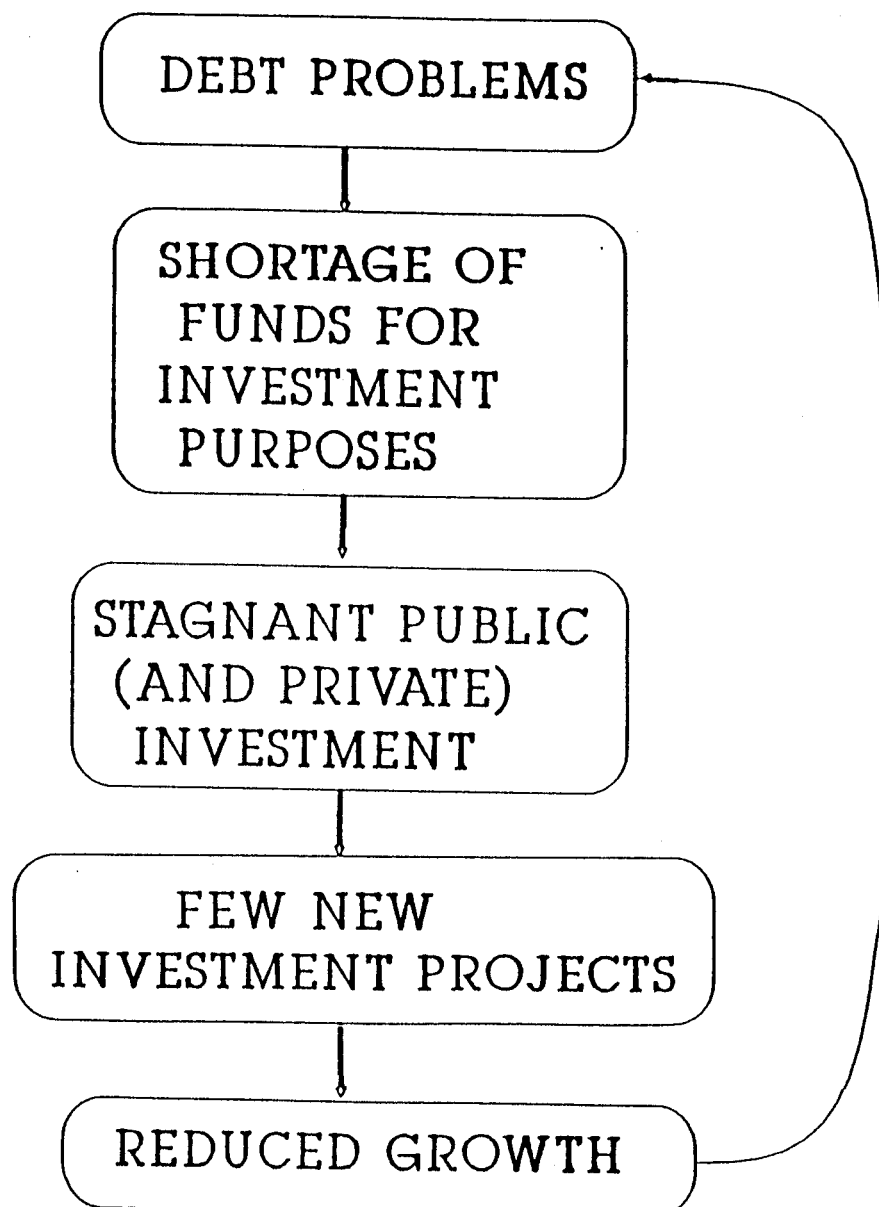 DEBT PROBLEMS
SHORTAGE OF
FUNDS FOR
INVESTMENT
PURPOSES
STAGNANT PUBLIC
(AND PRIVATE)
INVESTMENT
FEW NEW
INVESTMENT PROJECTS
REDUCED GROWTH